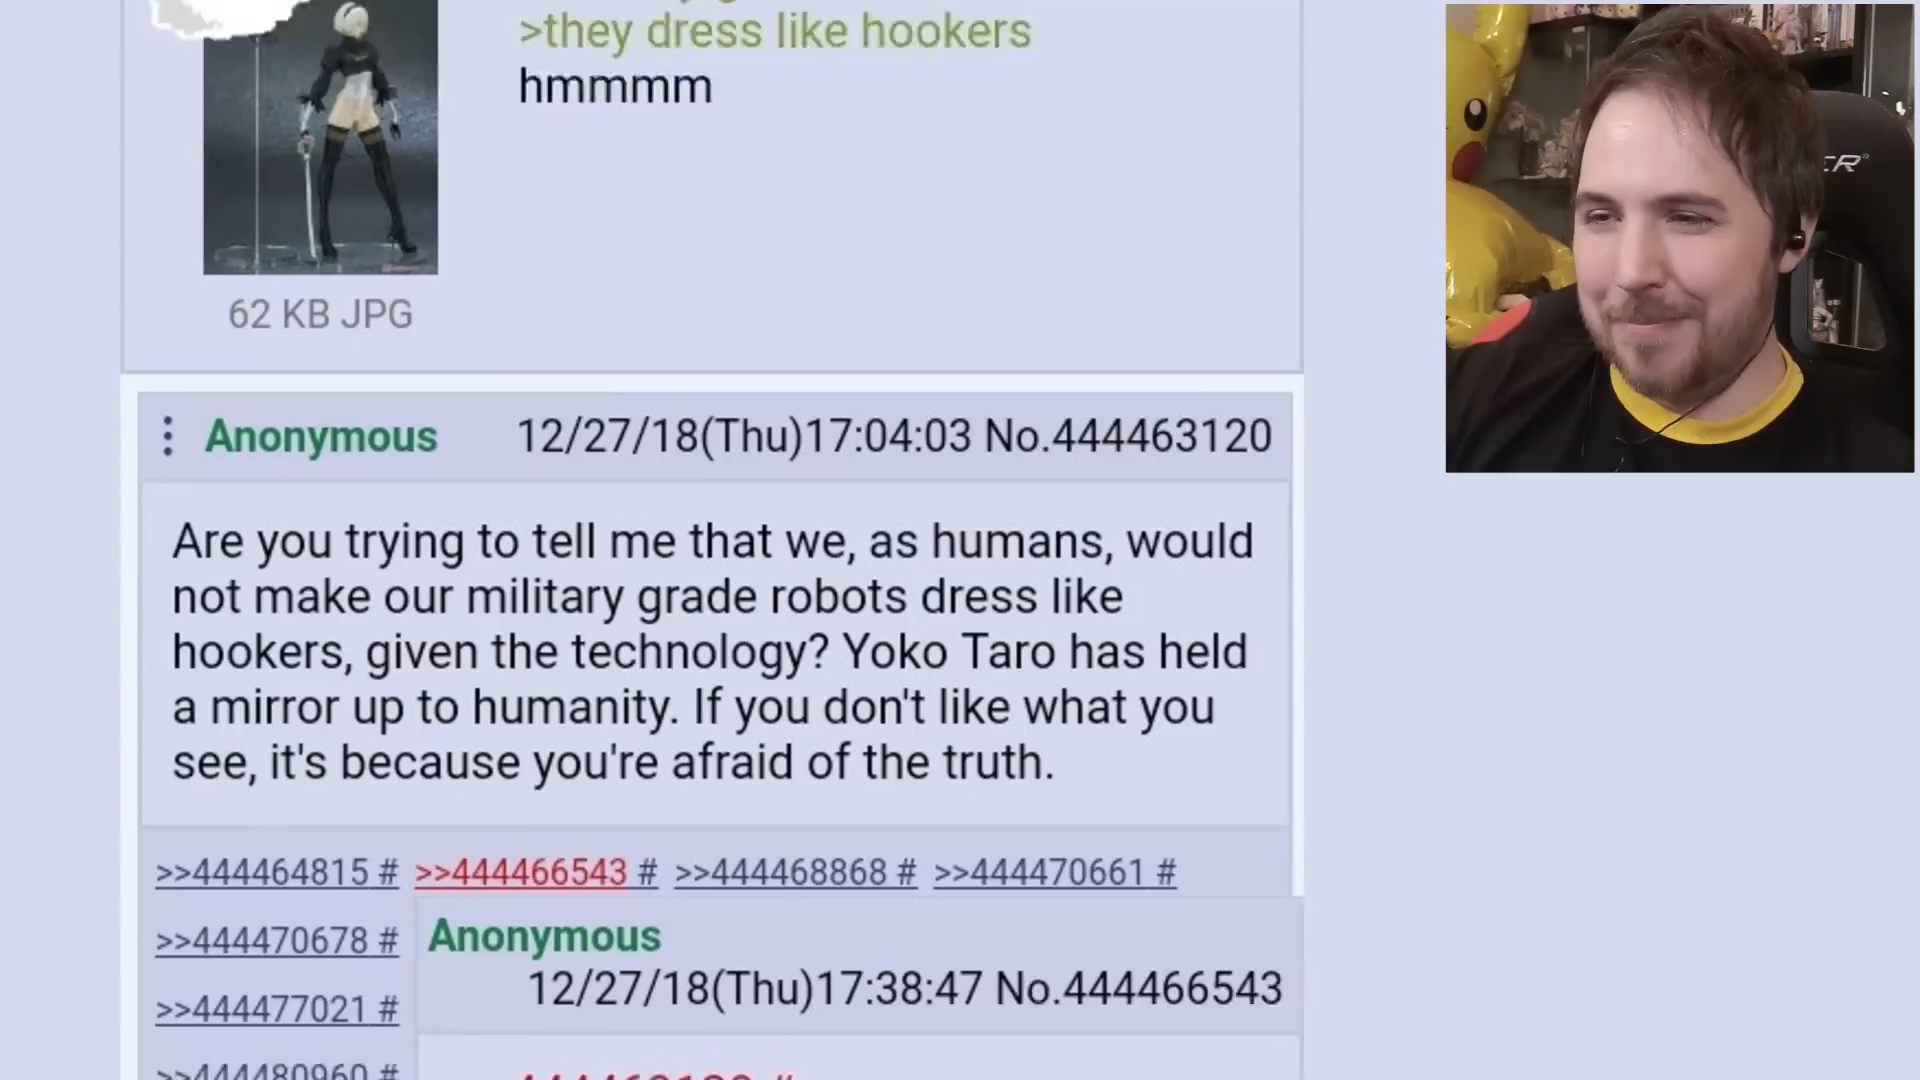 >they dress like hookers
hmmmm
62 KB JPG
Anonymous 12/27/18(Thu)17:04:03 No.444463120
Are you trying to tell me that we, as humans, would
not make our military grade robots dress like
hookers, given the technology? Yoko Taro has held
a mirror up to humanity. If you don't like what you
see, it's because you're afraid of the truth.
>>444464815 # >>444466543 # >>444468868 # >>444470661 #
>>444470678 #
Anonymous
12/27/18(Thu)17:38:47 No.444466543
>>444477021 #
>>444480960 #